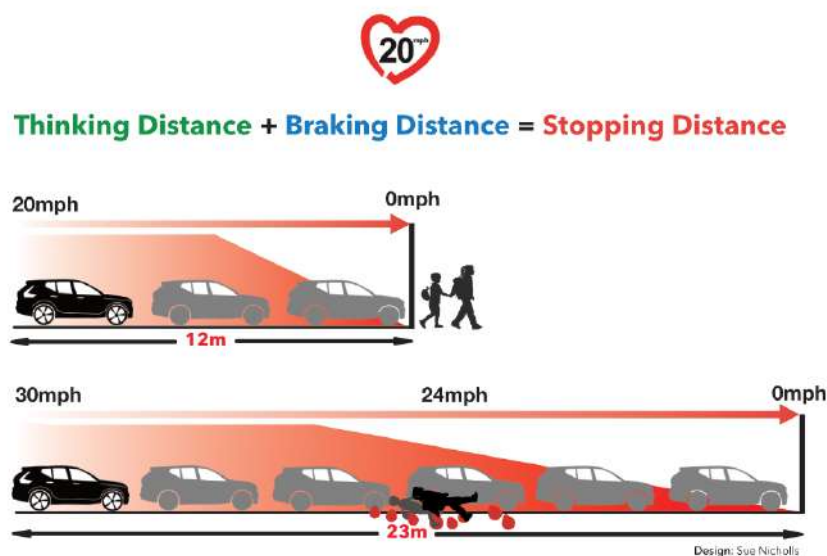 20mph
Thinking Distance + Braking Distance = Stopping Distance
20mph 0mph
12m
30mph 24mph 0mph
23m
Design: Sue Nicholls